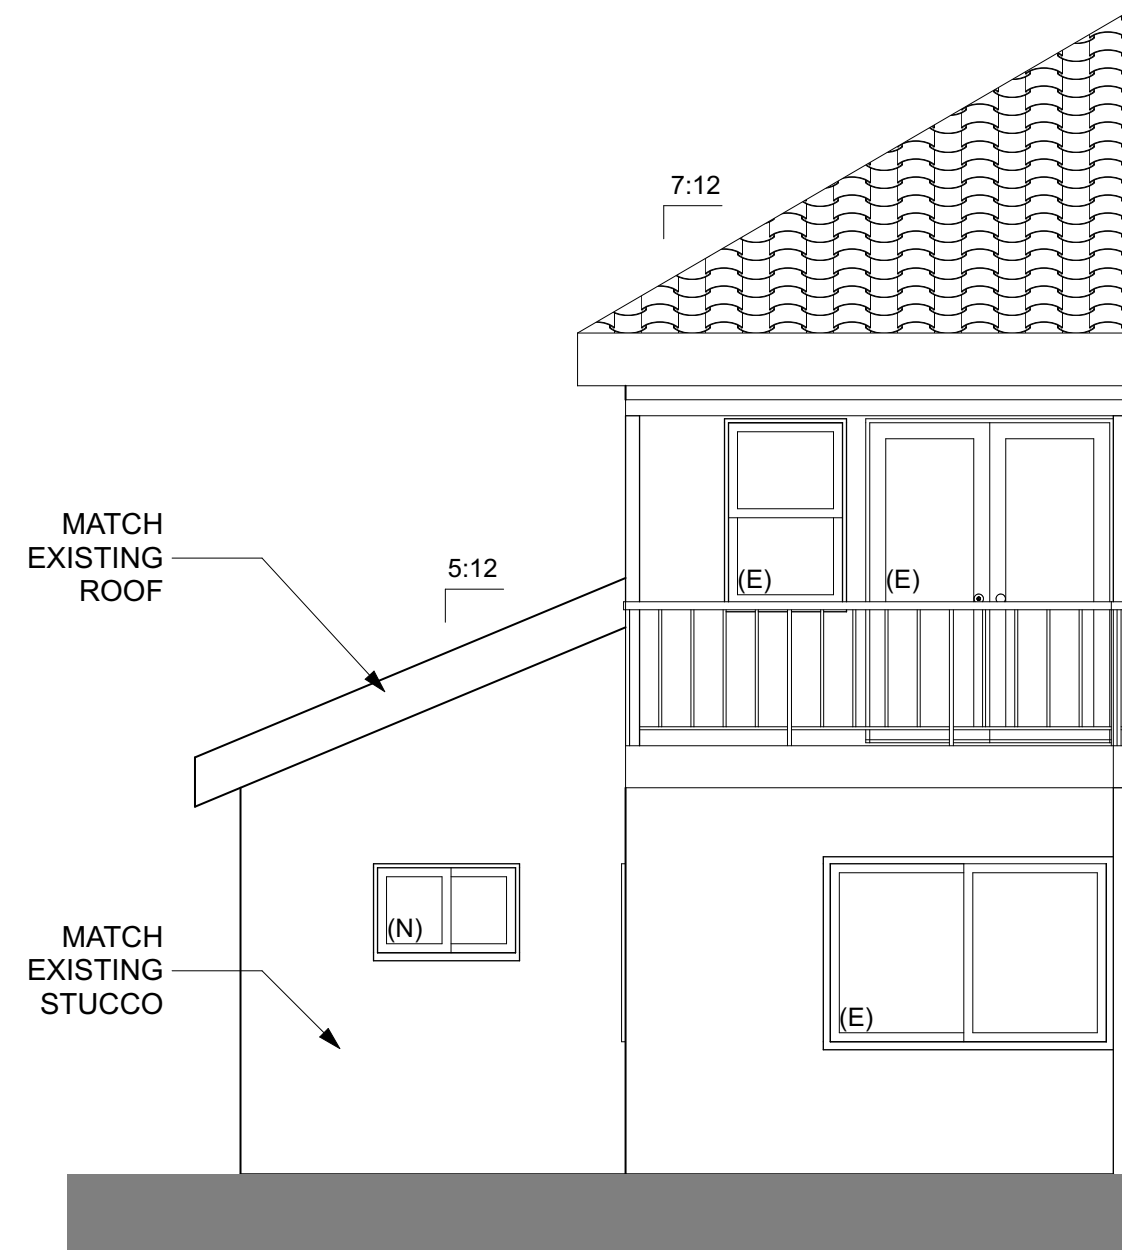 7:12
MATCH
EXISTING
ROOF
5:12
(E)
(E)
MATCH
EXISTING
STUCCO
(N)
(E)